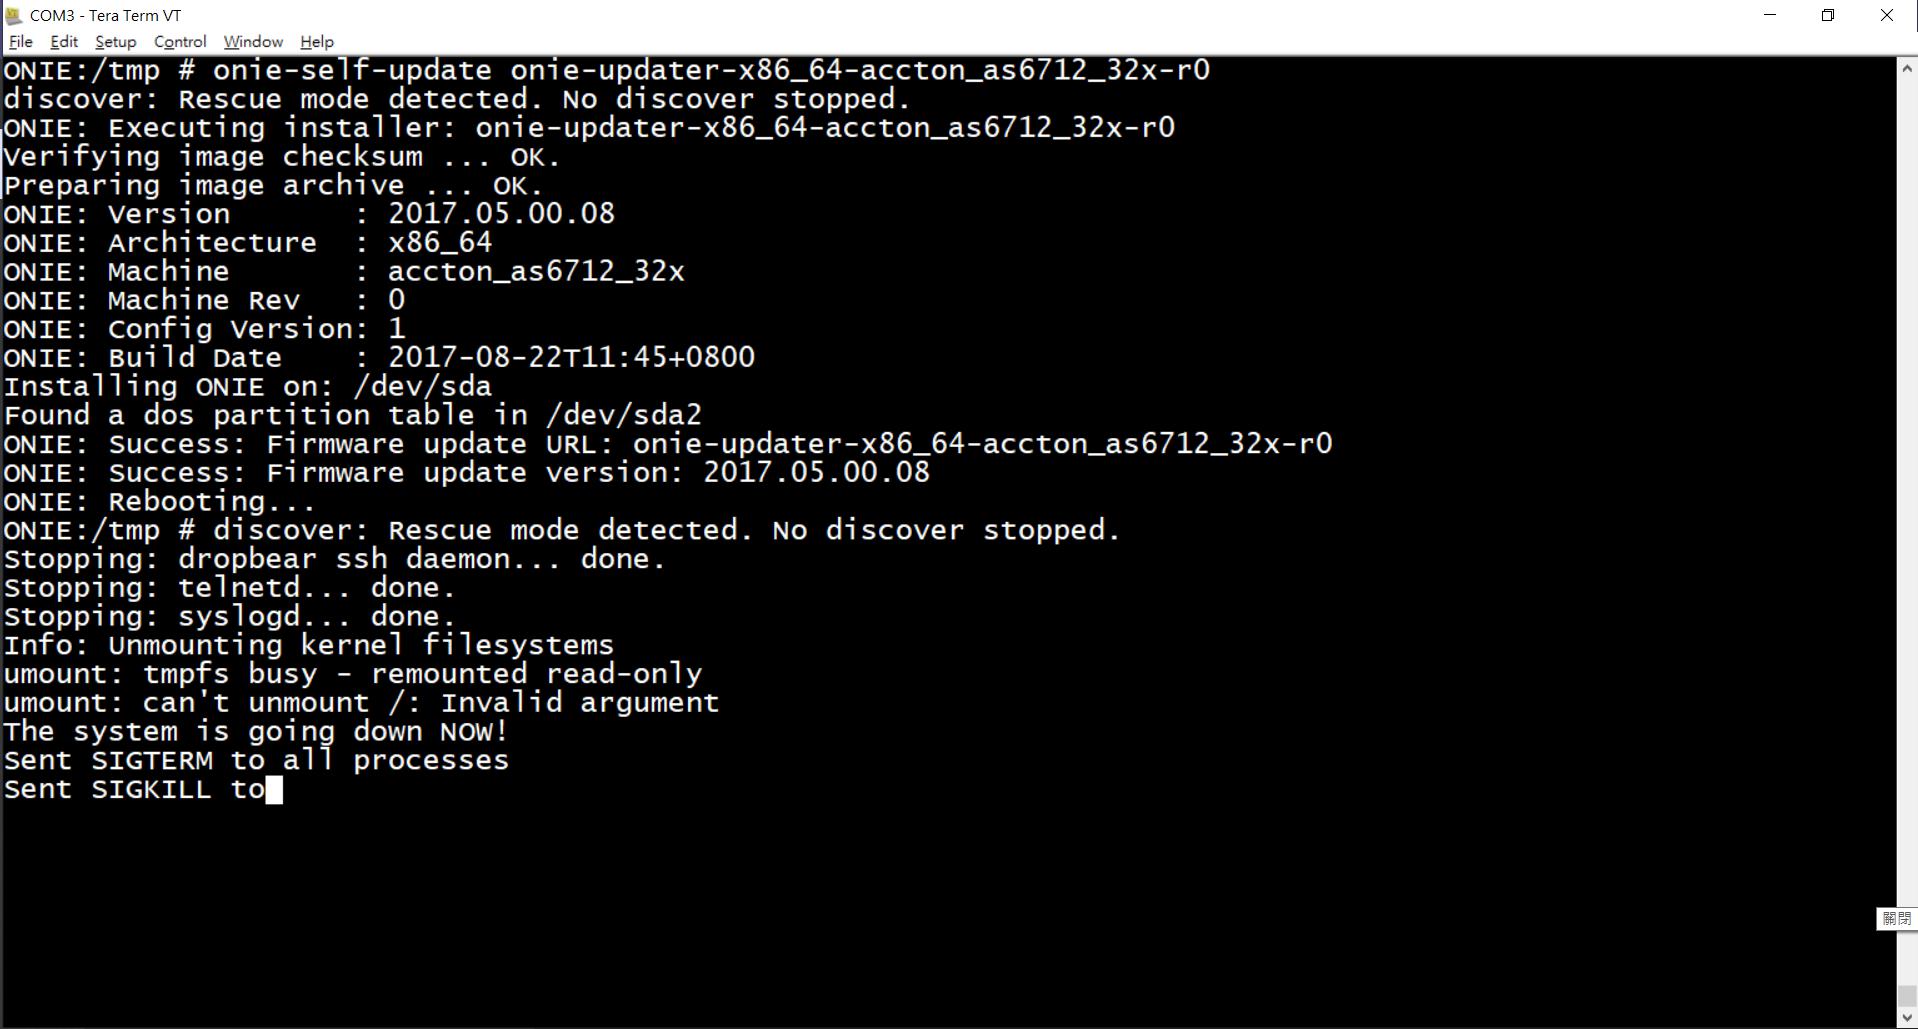 COM3 - Tera Term VT
File Edit Setup Control Window Help
ONIE:/tmp # onie-self-update onie-updater-x86_64-accton_as6712_32x-r0
discover: Rescue mode detected. No discover stopped.
ONIE: Executing installer: onie-updater-x86_64-accton_as6712_32x-r0
Verifying image checksum ... OK.
Preparing image archive ... OK.
ONIE: Version       : 2017.05.00.08
ONIE: Architecture  : x86_64
ONIE: Machine       : accton_as6712_32x
ONIE: Machine Rev   : 0
ONIE: Config Version: 1
ONIE: Build Date    : 2017-08-22T11:45+0800
Installing ONIE on: /dev/sda
Found a dos partition table in /dev/sda2
ONIE: Success: Firmware update URL: onie-updater-x86_64-accton_as6712_32x-r0
ONIE: Success: Firmware update version: 2017.05.00.08
ONIE: Rebooting...
ONIE:/tmp # discover: Rescue mode detected. No discover stopped.
Stopping: dropbear ssh daemon... done.
Stopping: telnetd... done.
Stopping: syslogd... done.
Info: Unmounting kernel filesystems
umount: tmpfs busy - remounted read-only
umount: can't unmount /: Invalid argument
The system is going down NOW!
Sent SIGTERM to all processes
Sent SIGKILL to
關閉